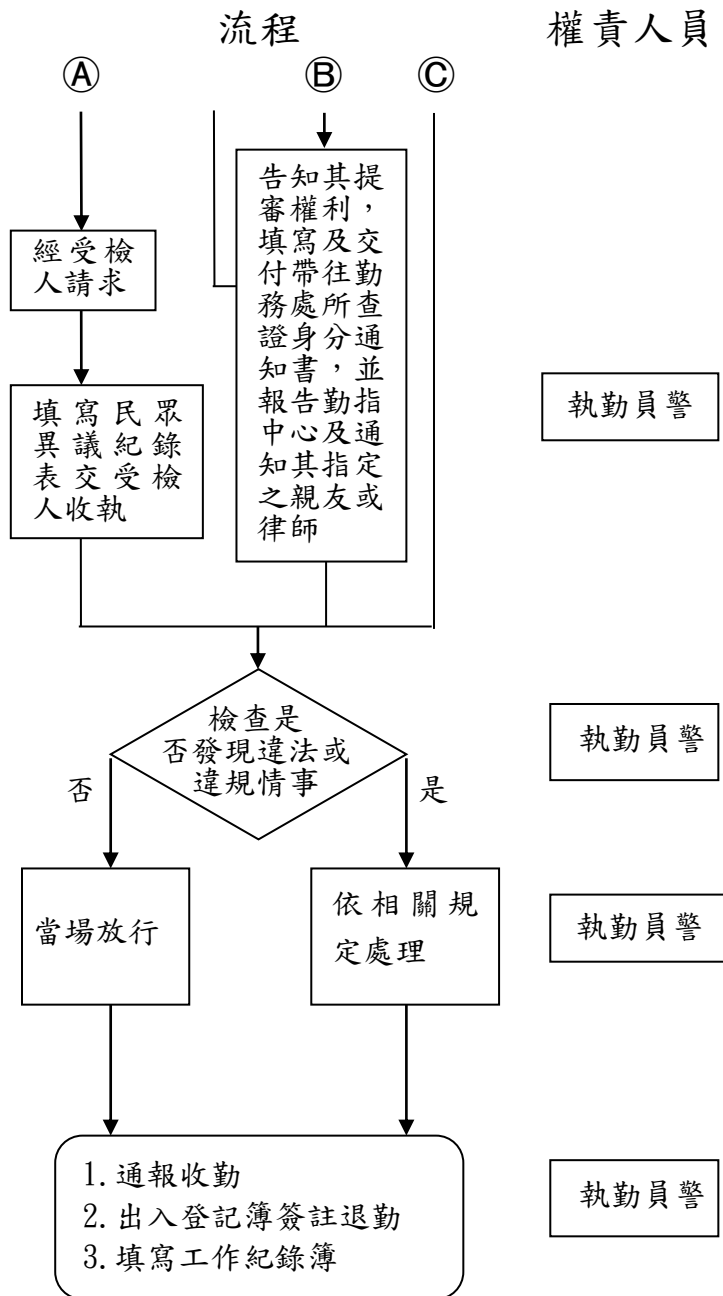 流程
權責人員
Ⓐ
Ⓑ
Ⓒ
告知其提
審權利，
填寫及交
付帶往勤
務處所查
證身分通
知書，並
報告勤指
中心及通
知其指定
之親友或
律師
經受檢
人請求
填寫民眾
異議紀錄
表交受檢
人收執
執勤員警
檢查是
否發現違法或
違規情事
執勤員警
否
是
當場放行
依相關規
定處理
執勤員警
1.通報收勤
2.出入登記簿簽註退勤
3.填寫工作紀錄簿
執勤員警